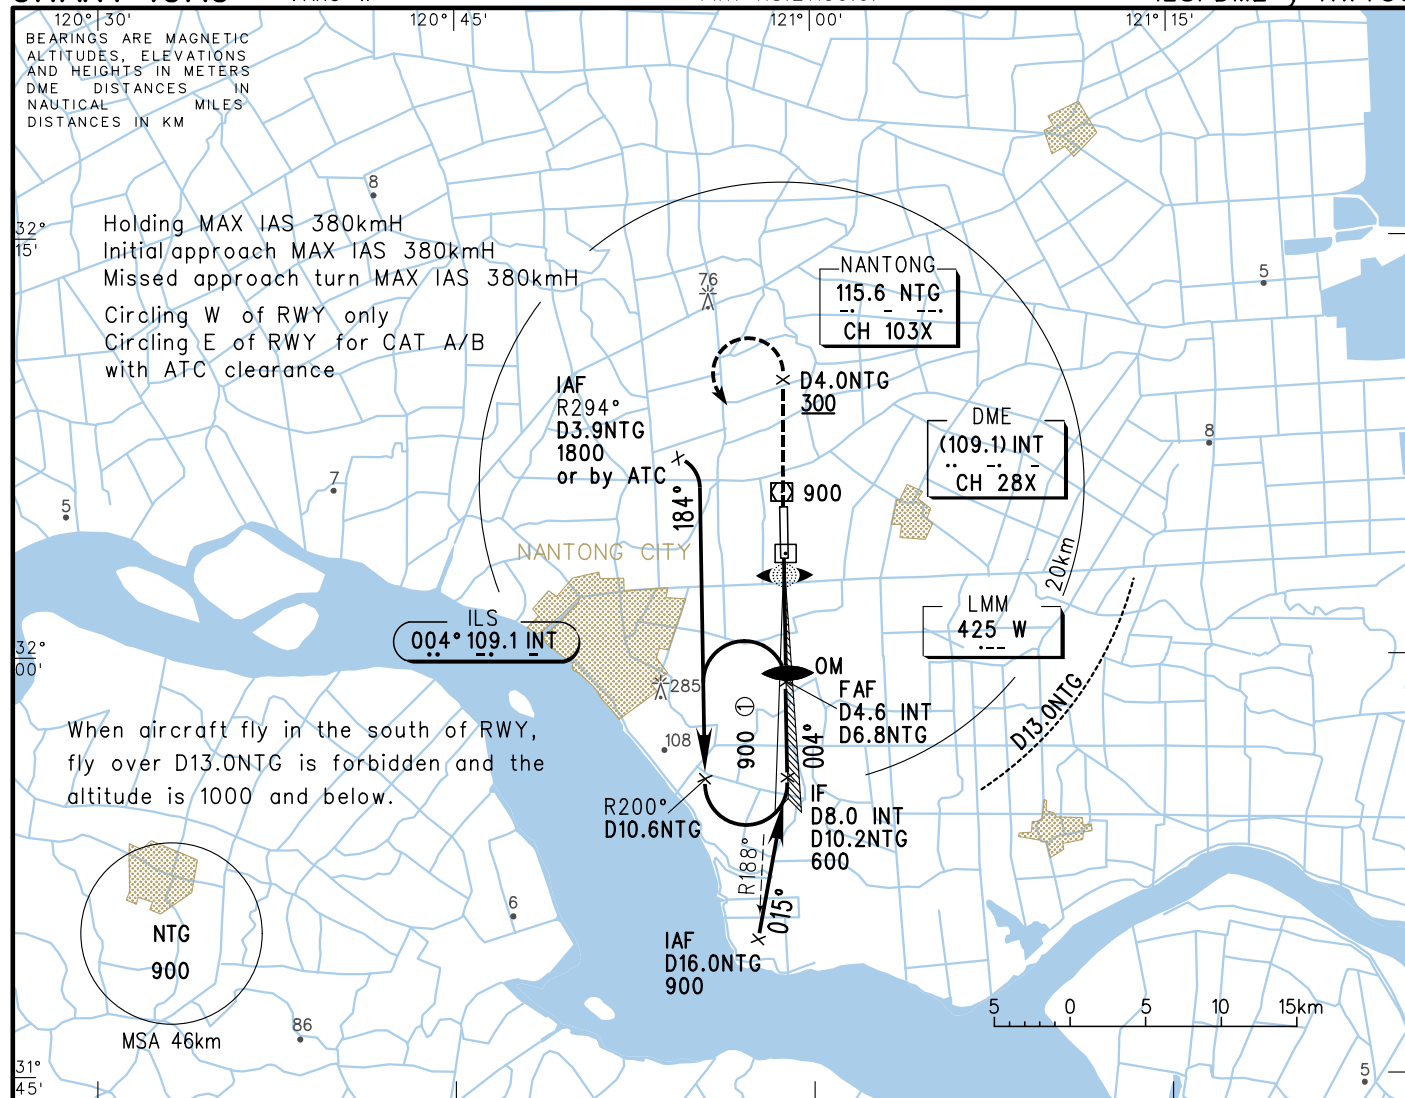 120° 30'
120° 45'
121° 00'
121° 15'
BEARINGS ARE MAGNETIC
ALTITUDES, ELEVATIONS
AND HEIGHTS IN METERS
DME DISTANCES IN
NAUTICAL MILES
DISTANCES IN KM
8
32°
15'
Holding MAX IAS 380kmH
Initial approach MAX IAS 380kmH
Missed approach turn MAX IAS 380kmH
Circling W of RWY only
Circling E of RWY for CAT A/B
with ATC clearance
76
NANTONG
115.6 NTG
CH 103X
5
IAF
R294°
D3.9NTG
1800
or by ATC
D4.0NTG
300
DME
(109.1) INT
CH 28X
8
7
5
184°
900
NANTONG CITY
20km
ILS
004° 109.1 INT
LMM
425 W
32°
00'
285
108
OM
FAF
D4.6 INT
D6.8NTG
D13.0NTG
900 ①
004°
When aircraft fly in the south of RWY,
fly over D13.0NTG is forbidden and the
altitude is 1000 and below.
R200°
D10.6NTG
IF
D8.0 INT
D10.2NTG
600
R188°
015°
6
NTG
900
MSA 46km
IAF
D16.0NTG
900
86
5 0 5 10 15km
31°
45'
5